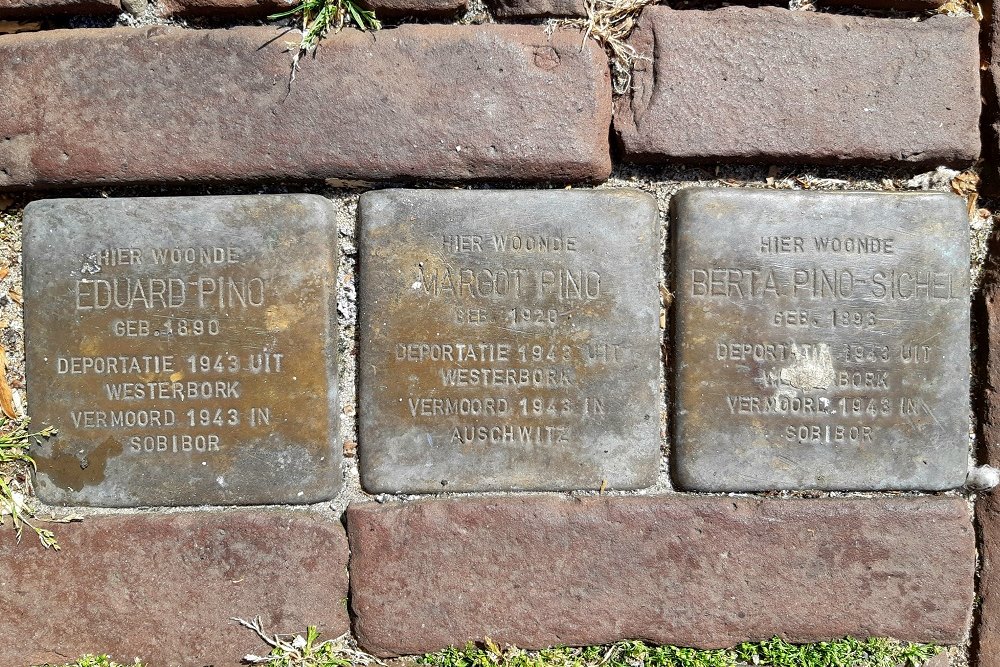 HIER WOONDE
EDUARD PINO
GEB. 1890
DEPORTATIE 1943 UIT
WESTERBORK
VERMOORD 1943 IN
SOBIBOR
HIER WOONDE
MARGOT PINO
GEB. 1920
DEPORTATIE 1943 UIT
WESTERBORK
VERMOORD 1943 IN
AUSCHWITZ
HIER WOONDE
BERTA PINO-SICHEL
GEB. 1893
DEPORTATIE 1943 UIT
WESTERBORK
VERMOORD 1943 IN
SOBIBOR